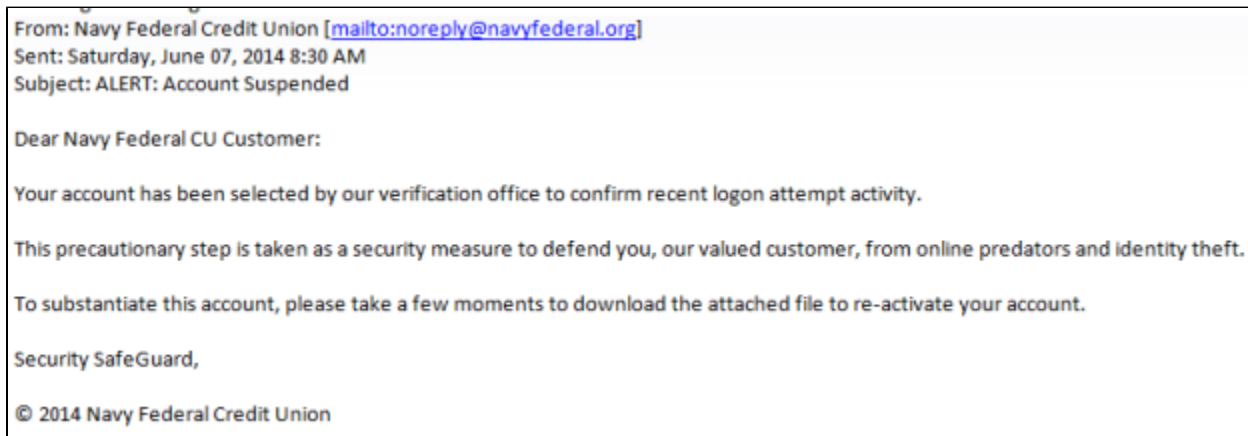 From: Navy Federal Credit Union [mailto:noreply@navyfederal.org]
Sent: Saturday, June 07, 2014 8:30 AM
Subject: ALERT: Account Suspended
Dear Navy Federal CU Customer:
Your account has been selected by our verification office to confirm recent logon attempt activity.
This precautionary step is taken as a security measure to defend you, our valued customer, from online predators and identity theft.
To substantiate this account, please take a few moments to download the attached file to re-activate your account.
Security SafeGuard,
© 2014 Navy Federal Credit Union